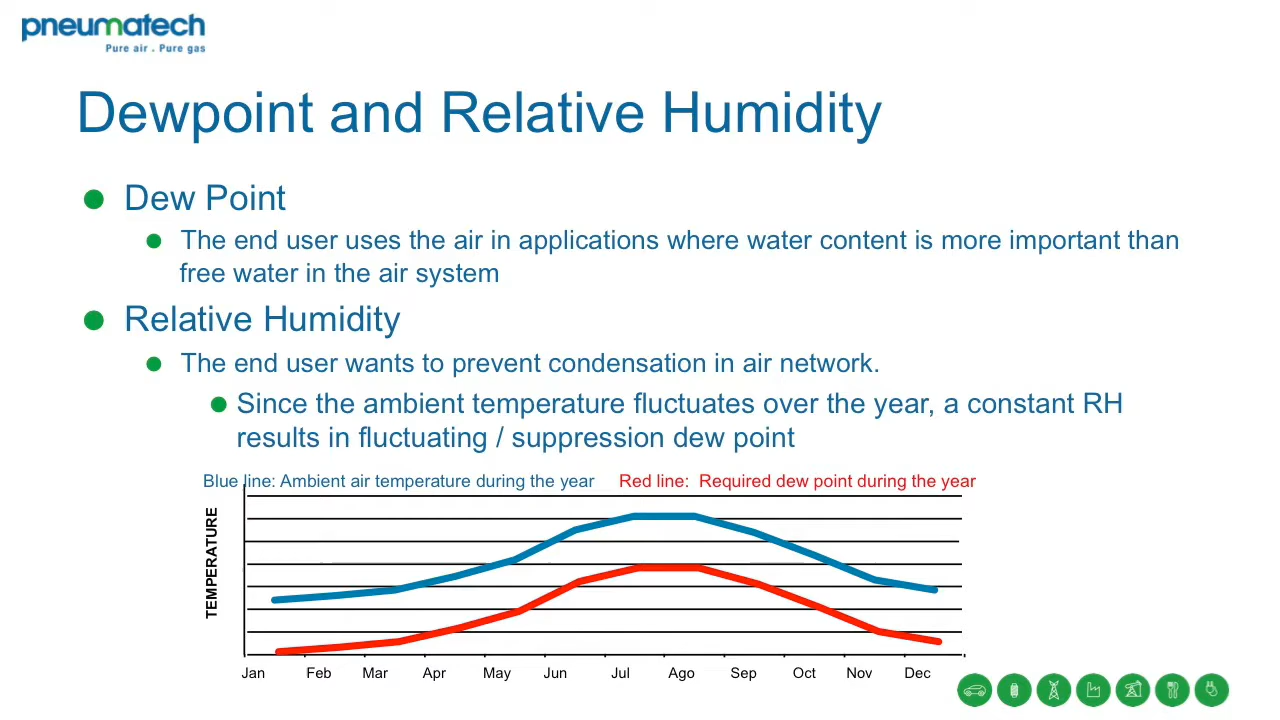 pneumatech
Pure air . Pure gas
Dewpoint and Relative Humidity
Dew Point
The end user uses the air in applications where water content is more important than
free water in the air system
Relative Humidity
The end user wants to prevent condensation in air network.
Since the ambient temperature fluctuates over the year, a constant RH
results in fluctuating / suppression dew point
Blue line: Ambient air temperature during the year Red line: Required dew point during the year
TEMPERATURE
Jan Feb Mar Apr May Jun Jul Ago Sep Oct Nov Dec